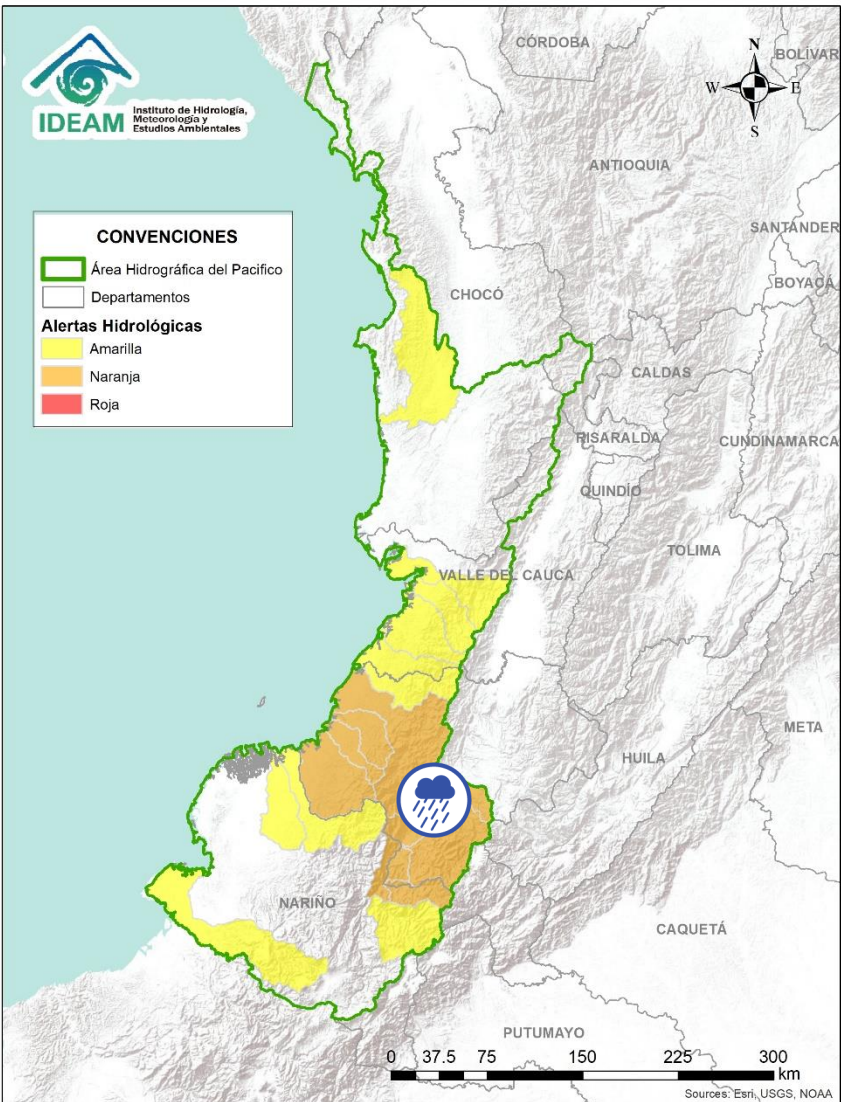 IDEAM
Instituto de Hidrología,
Meteorología y
Estudios Ambientales
N
W
E
S
CÓRDOBA
BOLÍVAR
ANTIOQUIA
SANTANDER
BOYACÁ
CONVENCIONES
Área Hidrográfica del Pacifico
Departamentos
Alertas Hidrológicas
Amarilla
Naranja
Roja
CHOCÓ
CALDAS
RISARALDA
CUNDINAMARCA
QUINDÍO
TOLIMA
VALLE DEL CAUCA
META
HUILA
NARIÑO
CAQUETÁ
PUTUMAYO
0 37.5 75 150 225 300
km
Sources: Esri, USGS, NOAA